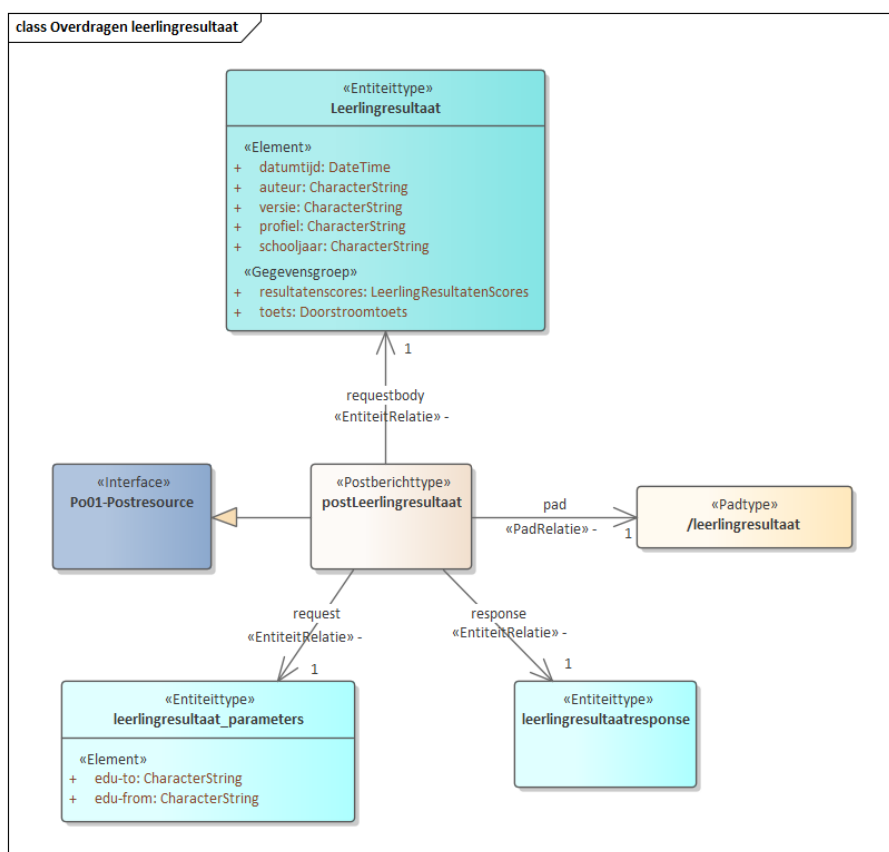 class Overdragen leerlingresultaat
«Entiteittype»
Leerlingresultaat
«Element»
+ datumtijd: DateTime
+ auteur: CharacterString
+ versie: CharacterString
+ profiel: CharacterString
+ schooljaar: CharacterString
«Gegevensgroep»
+ resultatenscores: LeerlingResultatenScores
+ toets: Doorstroomtoets
1
requestbody
«EntiteitRelatie» -
«Interface»
Po01-Postresource
«Postberichttype»
postLeerlingresultaat
pad
«PadRelatie» -
1
«Padtype»
/leerlingresultaat
request
«EntiteitRelatie» -
1
response
«EntiteitRelatie» -
1
«Entiteittype»
leerlingresultaat_parameters
«Element»
+ edu-to: CharacterString
+ edu-from: CharacterString
«Entiteittype»
leerlingresultaatresponse